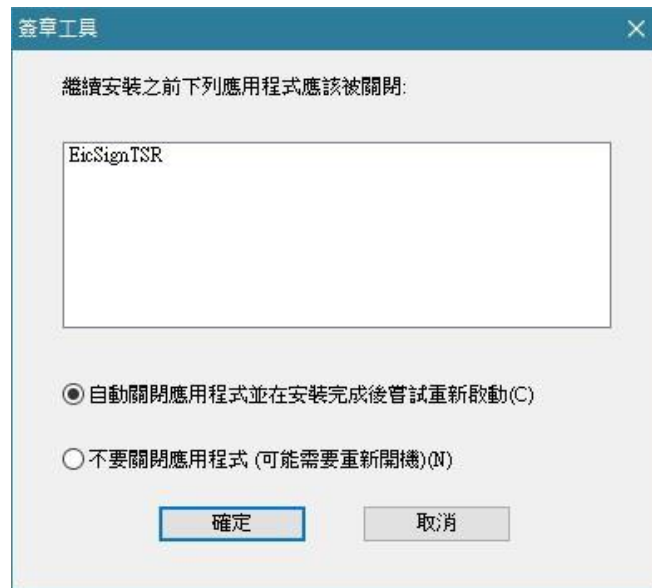 簽章工具
繼續安裝之前下列應用程式應該被關閉:
EicSignTSR
自動關閉應用程式並在安裝完成後嘗試重新啟動(C)
不要關閉應用程式 (可能需要重新開機)(N)
確定
取消